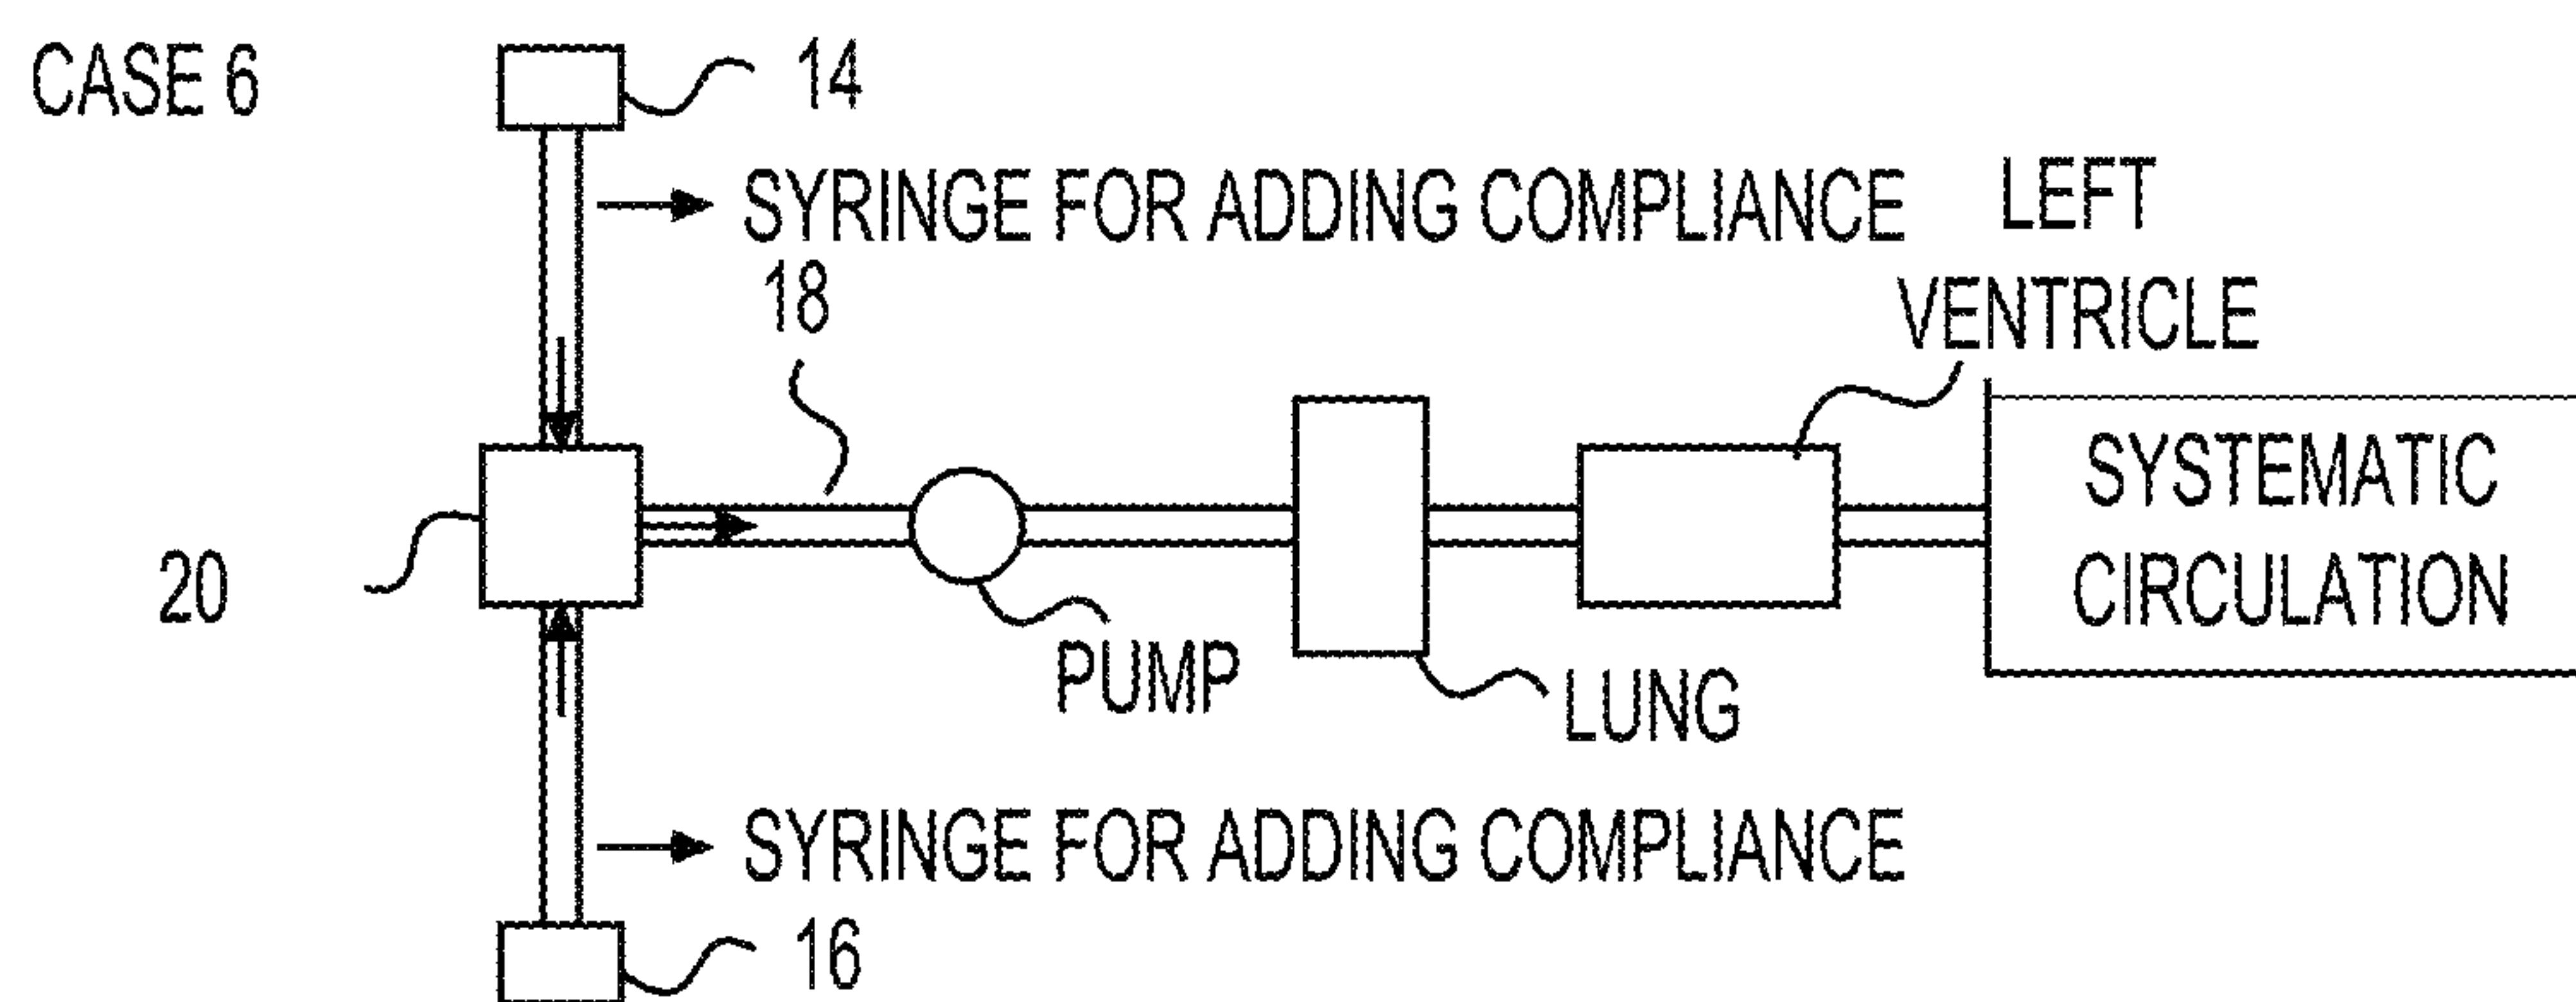 CASE 6
14
SYRINGE FOR ADDING COMPLIANCE
LEFT
VENTRICLE
18
SYSTEMATIC
CIRCULATION
20
PUMP
LUNG
SYRINGE FOR ADDING COMPLIANCE
16